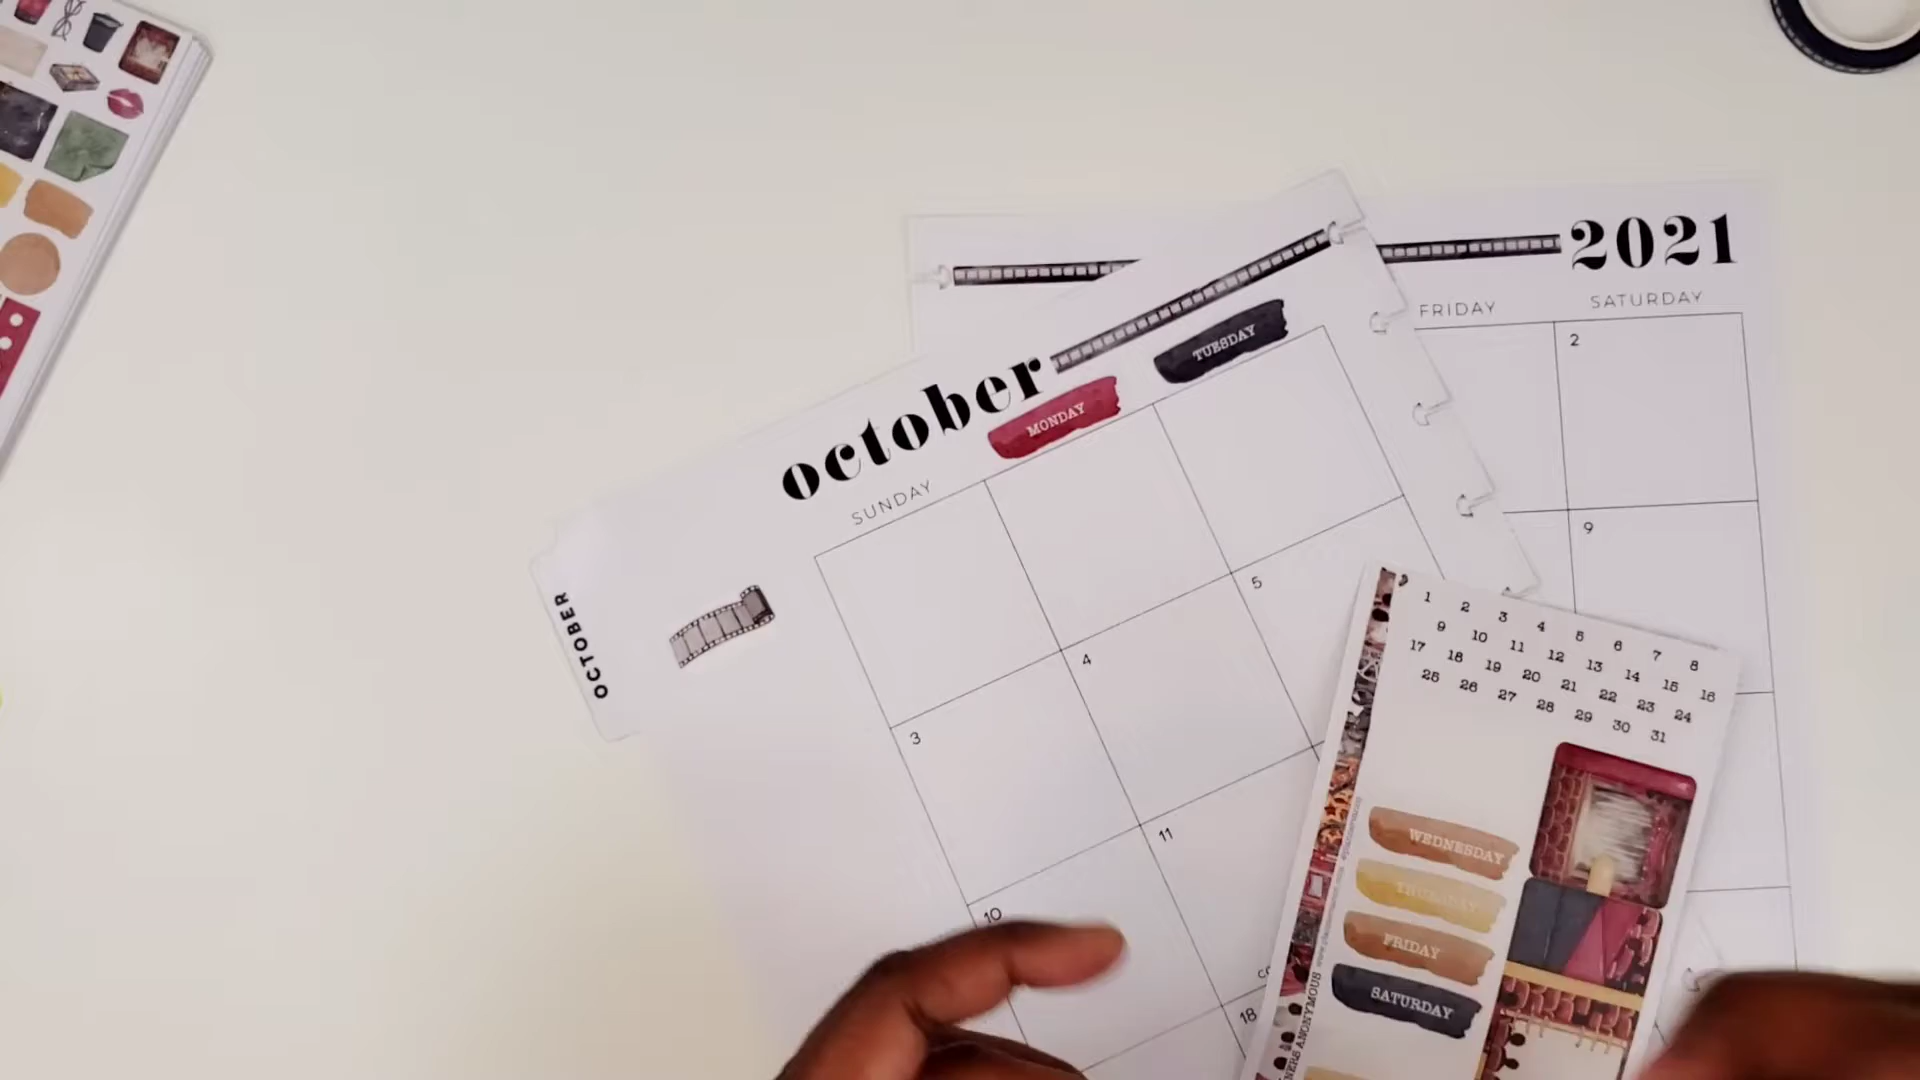 2021
FRIDAY
SATURDAY
2
9
october
SUNDAY
MONDAY
TUESDAY
OCTOBER
3
4
5
10
11
18
1 2 3 4 5 6 7 8
9 10 11 12 13 14 15 16
17 18 19 20 21 22 23 24
25 26 27 28 29 30 31
WEDNESDAY
THURSDAY
FRIDAY
SATURDAY